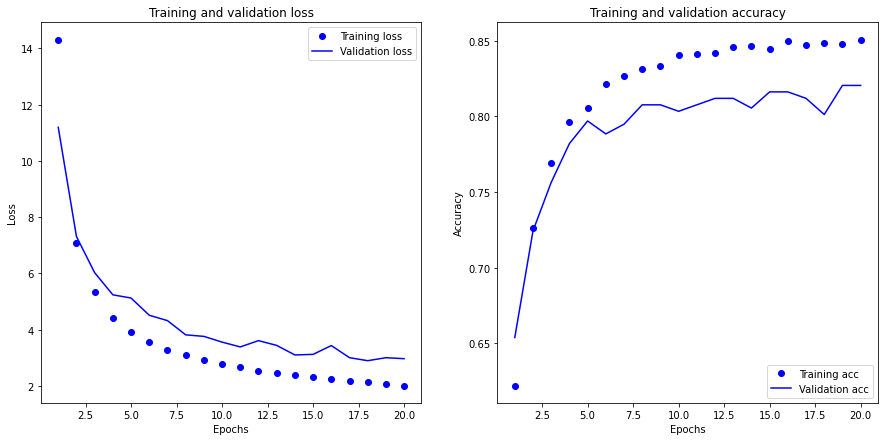 Training and validation loss
Training loss
Validation loss
14
12
10
8
6
4
2
Loss
2.5 5.0 7.5 10.0 12.5 15.0 17.5 20.0
Epochs
Training and validation accuracy
0.85
0.80
0.75
0.70
0.65
Accuracy
Training acc
Validation acc
2.5 5.0 7.5 10.0 12.5 15.0 17.5 20.0
Epochs